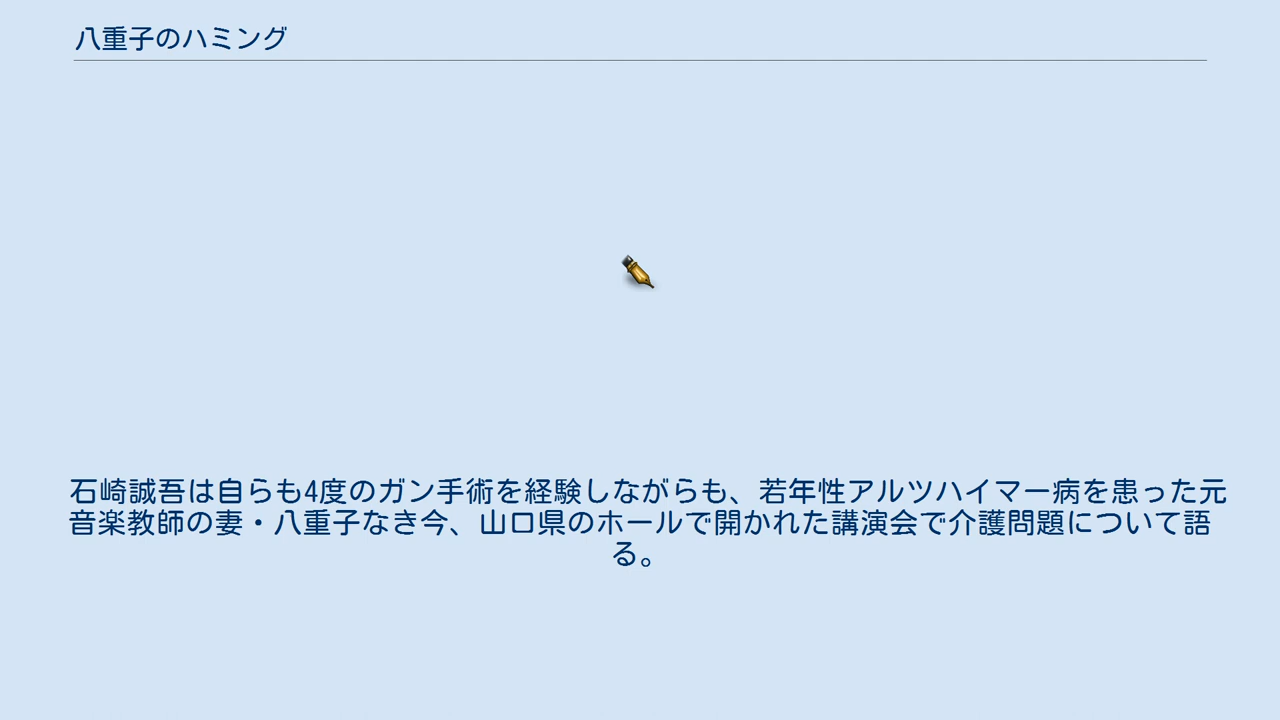 八重子のハミング
石崎誠吾は自らも4度のガン手術を経験しながらも、若年性アルツハイマー病を患った元
音楽教師の妻・八重子なき今、山口県のホールで開かれた講演会で介護問題について語
る。